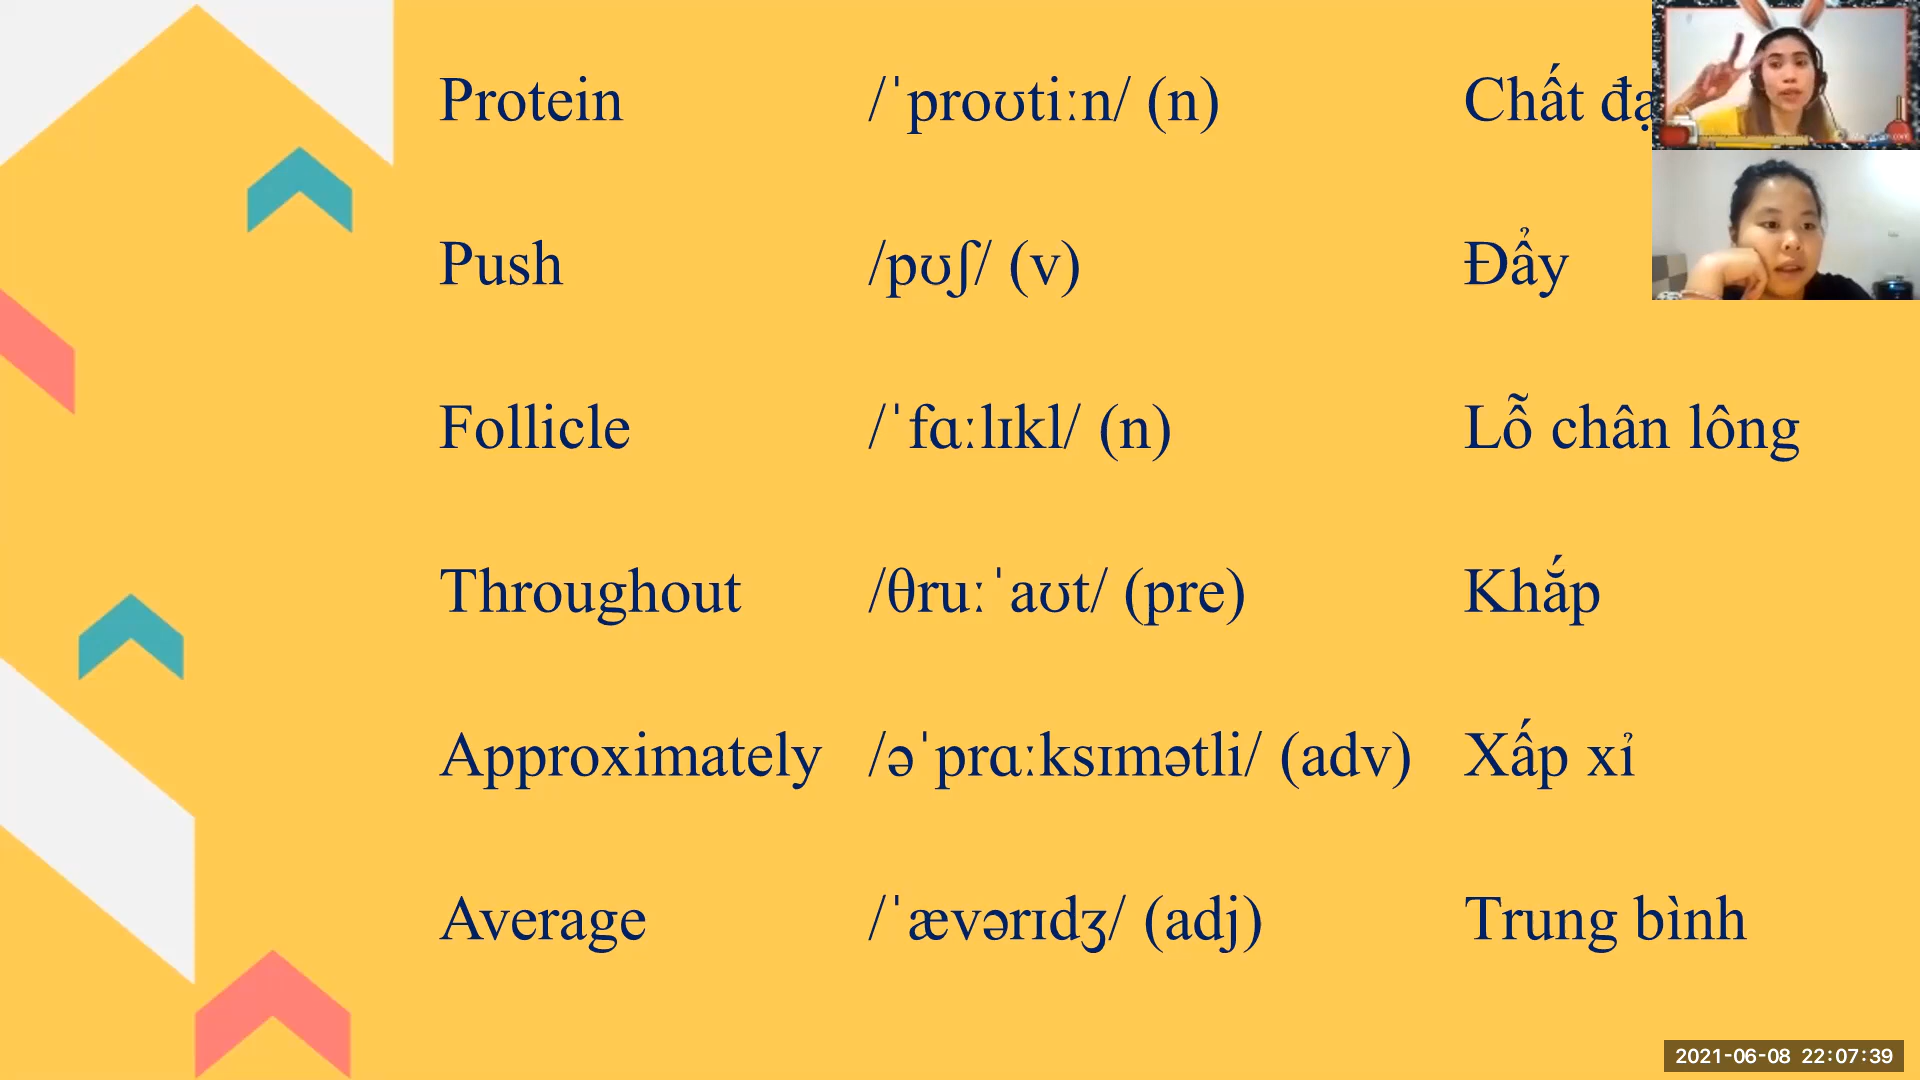 Protein /ˈproʊtiːn/ (n) Chất
Push /pʊʃ/ (v) Đẩy
Follicle /ˈfɑːlɪkl/ (n) Lỗ chân lông
Throughout /θruːˈaʊt/ (pre) Khắp
Approximately /əˈprɑːksɪmətli/ (adv) Xấp xỉ
Average /ˈævərɪdʒ/ (adj) Trung bình
2021-06-08 22:07:39